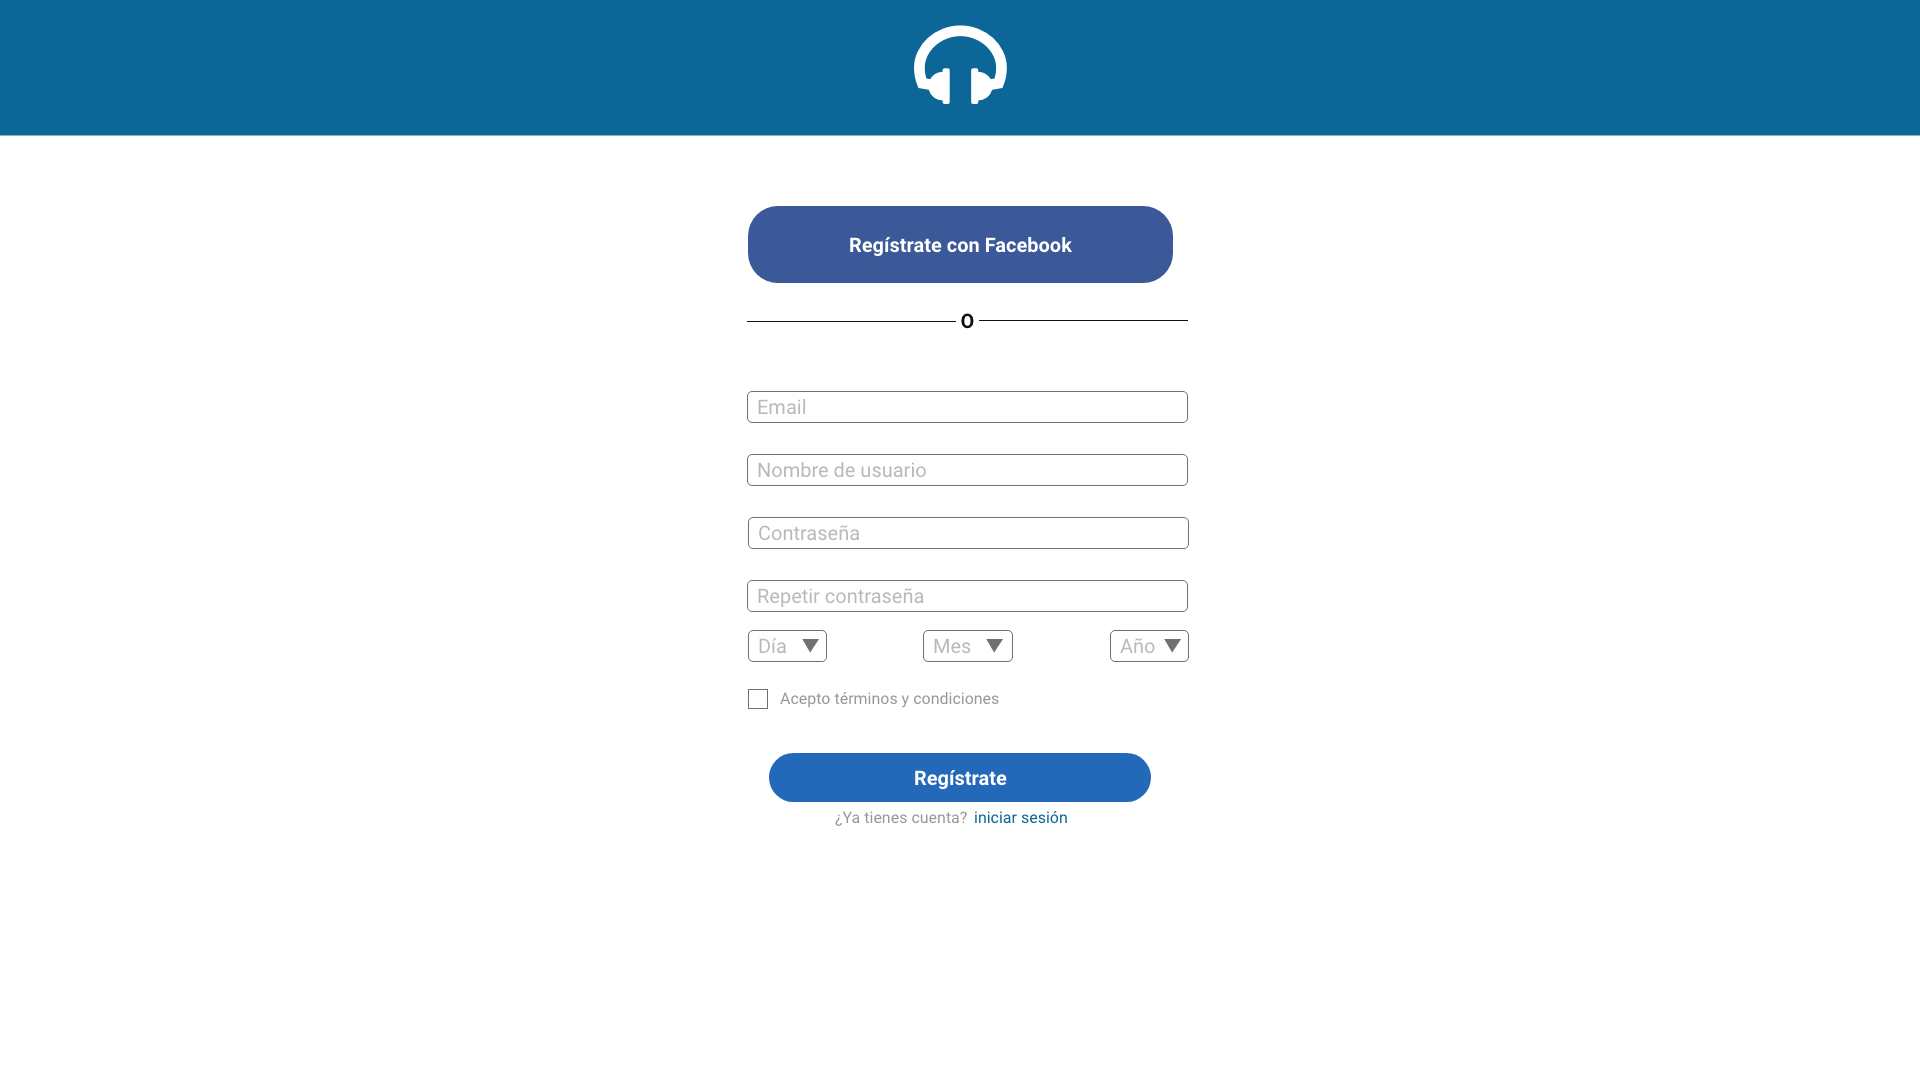 Regístrate con Facebook
O
Email
Nombre de usuario
Contraseña
Repetir contraseña
Día Mes Año
Acepto términos y condiciones
Regístrate
¿Ya tienes cuenta? iniciar sesión